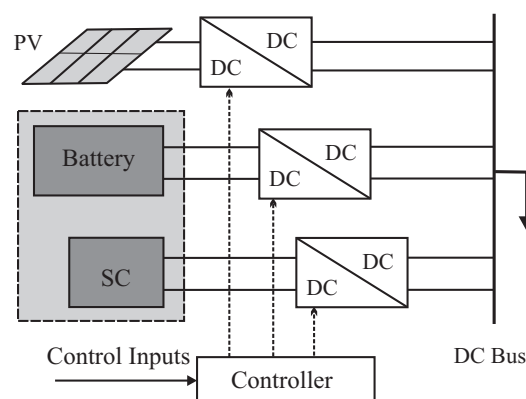 PV
DC
DC
Battery
DC
DC
SC
DC
DC
Control Inputs
Controller
DC Bus